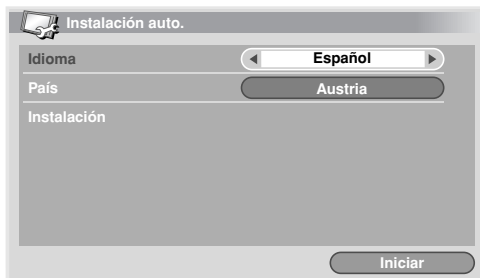 Instalación auto.
Idioma Español
País Austria
Instalación
Iniciar